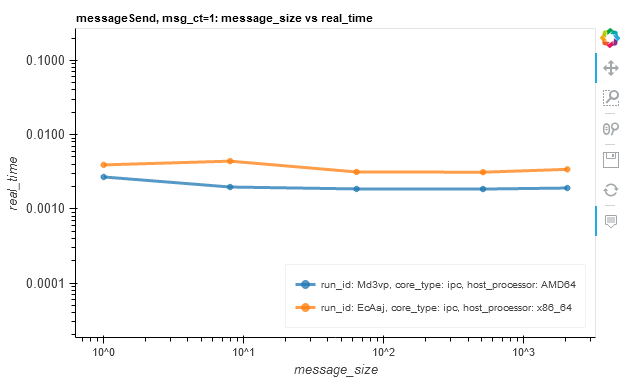 messageSend, msg_ct=1: message_size vs real_time
0.1000
0.0100
0.0010
0.0001
real_time
run_id: Md3vp, core_type: ipc, host_processor: AMD64
run_id: EcAaj, core_type: ipc, host_processor: x86_64
10^0
10^1
10^2
10^3
message_size